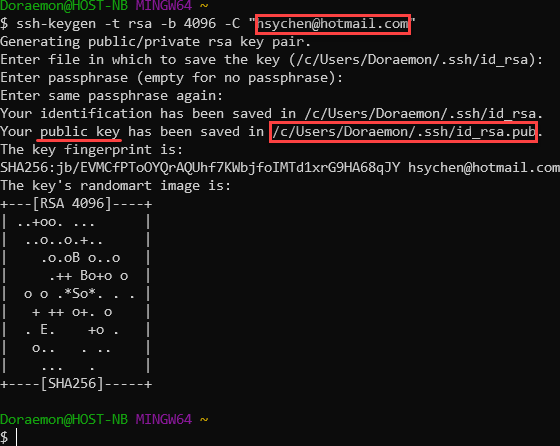 Doraemon@HOST-NB MINGW64 ~
$ ssh-keygen -t rsa -b 4096 -C "hsychen@hotmail.com"
Generating public/private rsa key pair.
Enter file in which to save the key (/c/Users/Doraemon/.ssh/id_rsa):
Enter passphrase (empty for no passphrase):
Enter same passphrase again:
Your identification has been saved in /c/Users/Doraemon/.ssh/id_rsa.
Your public key has been saved in /c/Users/Doraemon/.ssh/id_rsa.pub.
The key fingerprint is:
SHA256:jb/EVMCfPToOYQrAQUhf7KWbjfoIMTd1xrG9HA68qJY hsychen@hotmail.com
The key's randomart image is:
+---[RSA 4096]----+
| ..+oo. ...      |
|  ..o..o.+..     |
|    .o.oB o..o   |
|     .++ Bo+o o  |
|  o o .*So*. . . |
|   + ++ o+. o    |
|  . E.    +o .   |
|   o..   . ..    |
|    ...   .      |
+----[SHA256]-----+
Doraemon@HOST-NB MINGW64 ~
$